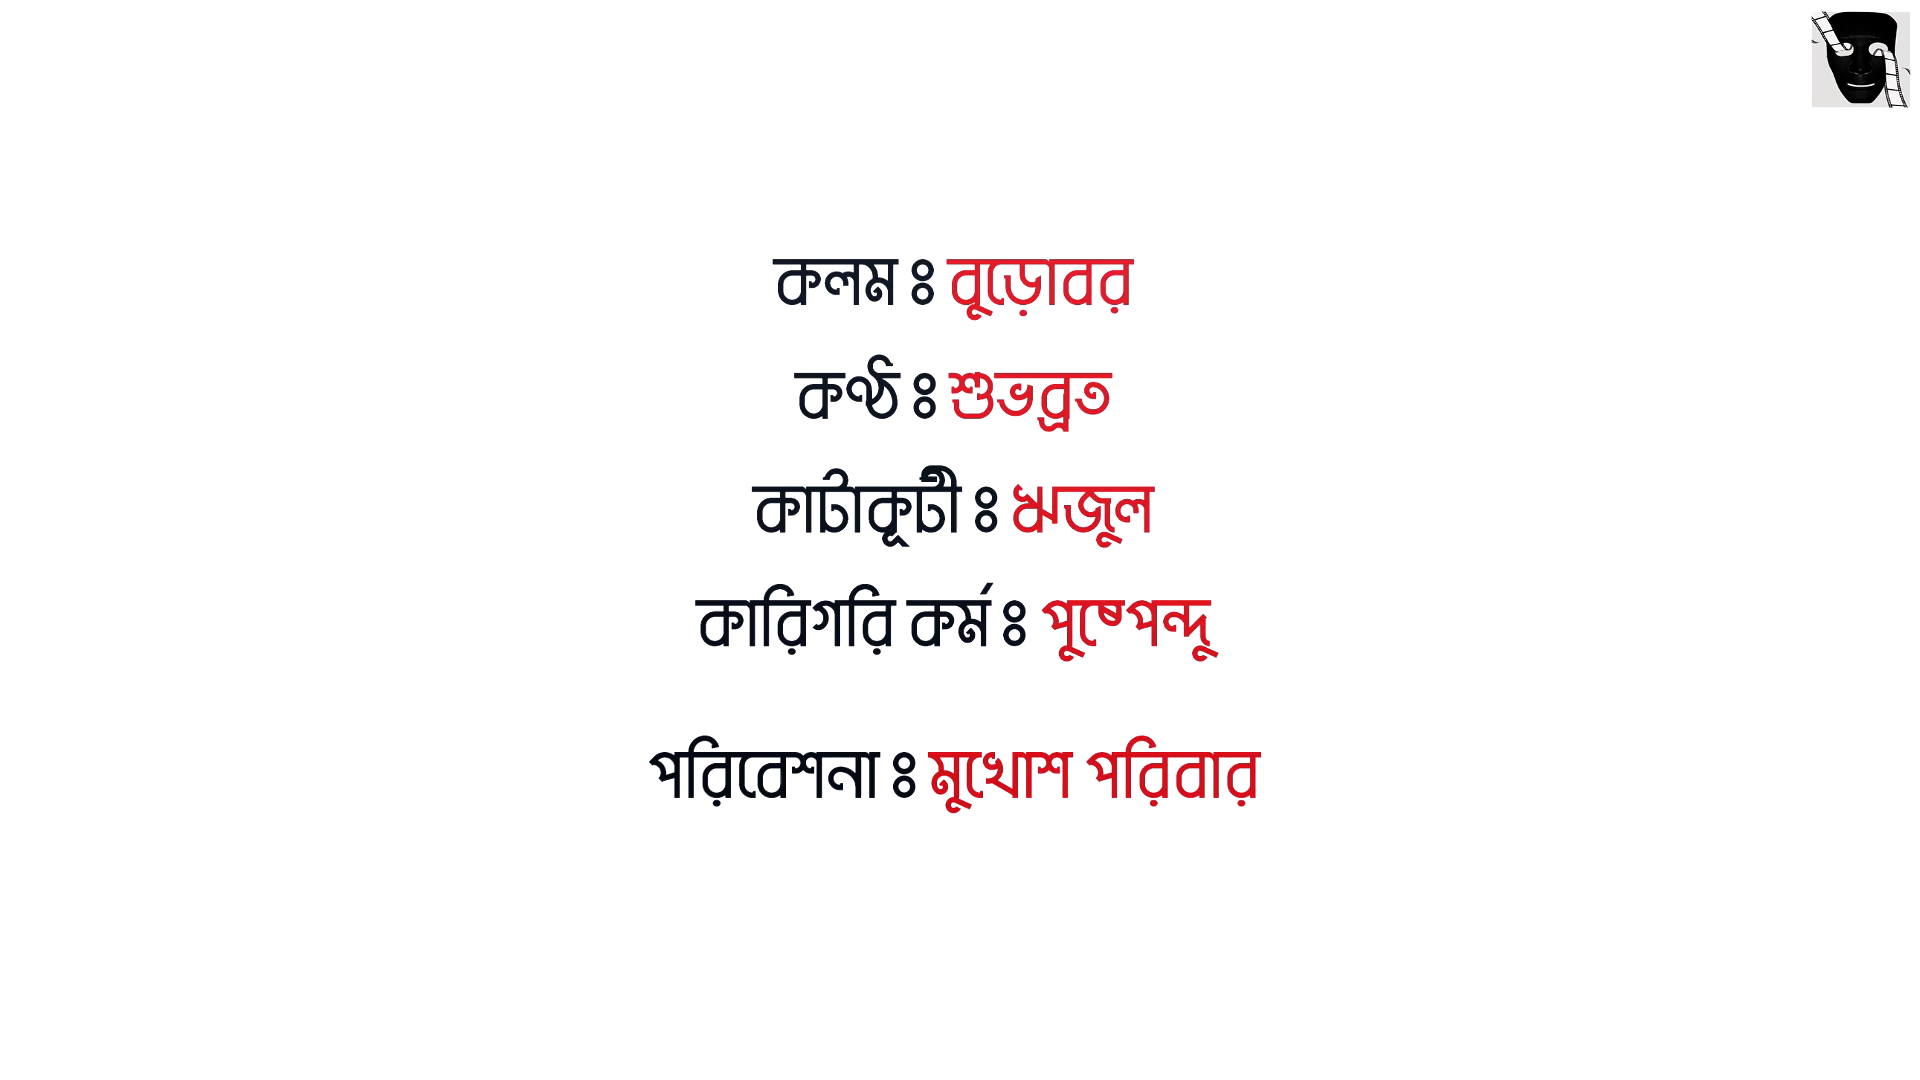 কলম ঃ বুড়োবর
কণ্ঠ ঃ শুভব্রত
কাটাকূটী ঃ ঋজুল
কারিগরি কর্ম ঃ পুষ্পেন্দু
পরিবেশনা ঃ মুখোশ পরিবার